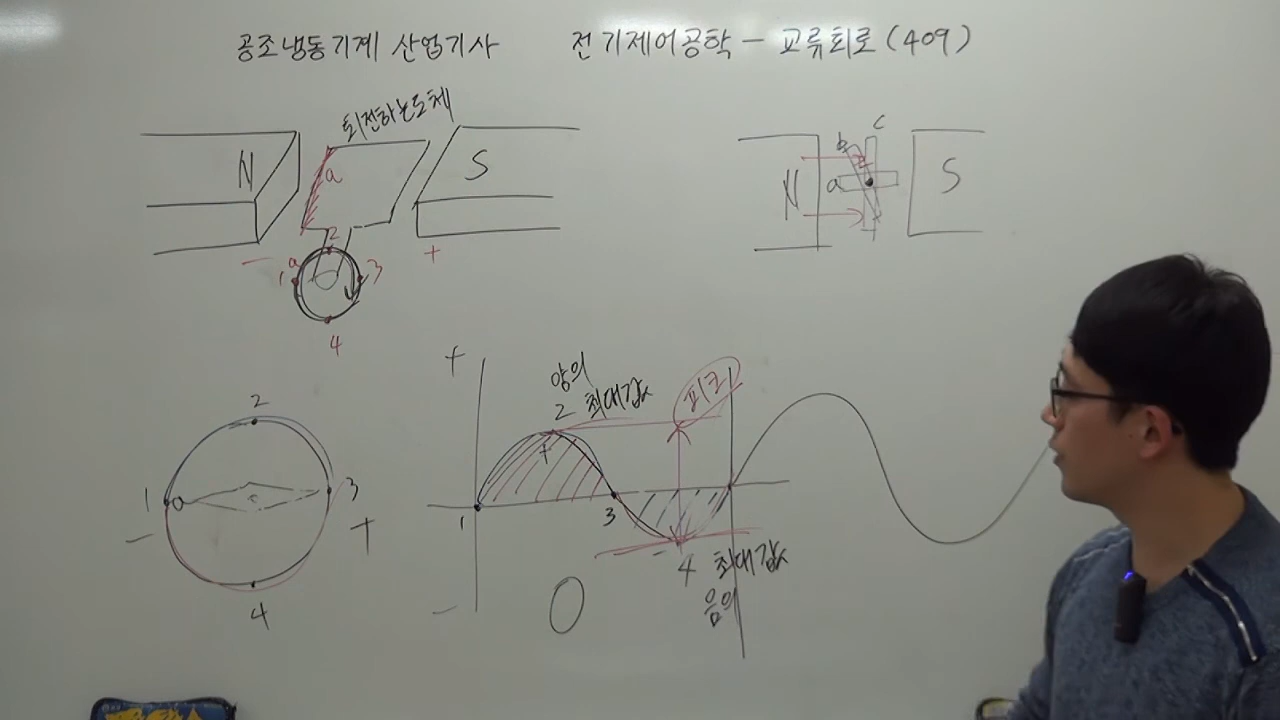 공조냉동기계 산업기사 전기제어공학 - 교류회로(409)
회전하는도체
N a S
- a 2 +
1 3
4
N a b c S
+
양의
2 최대값
피크
+
1 3
-
4 최대값
음의
-
0
2
1 a c 3
- +
4